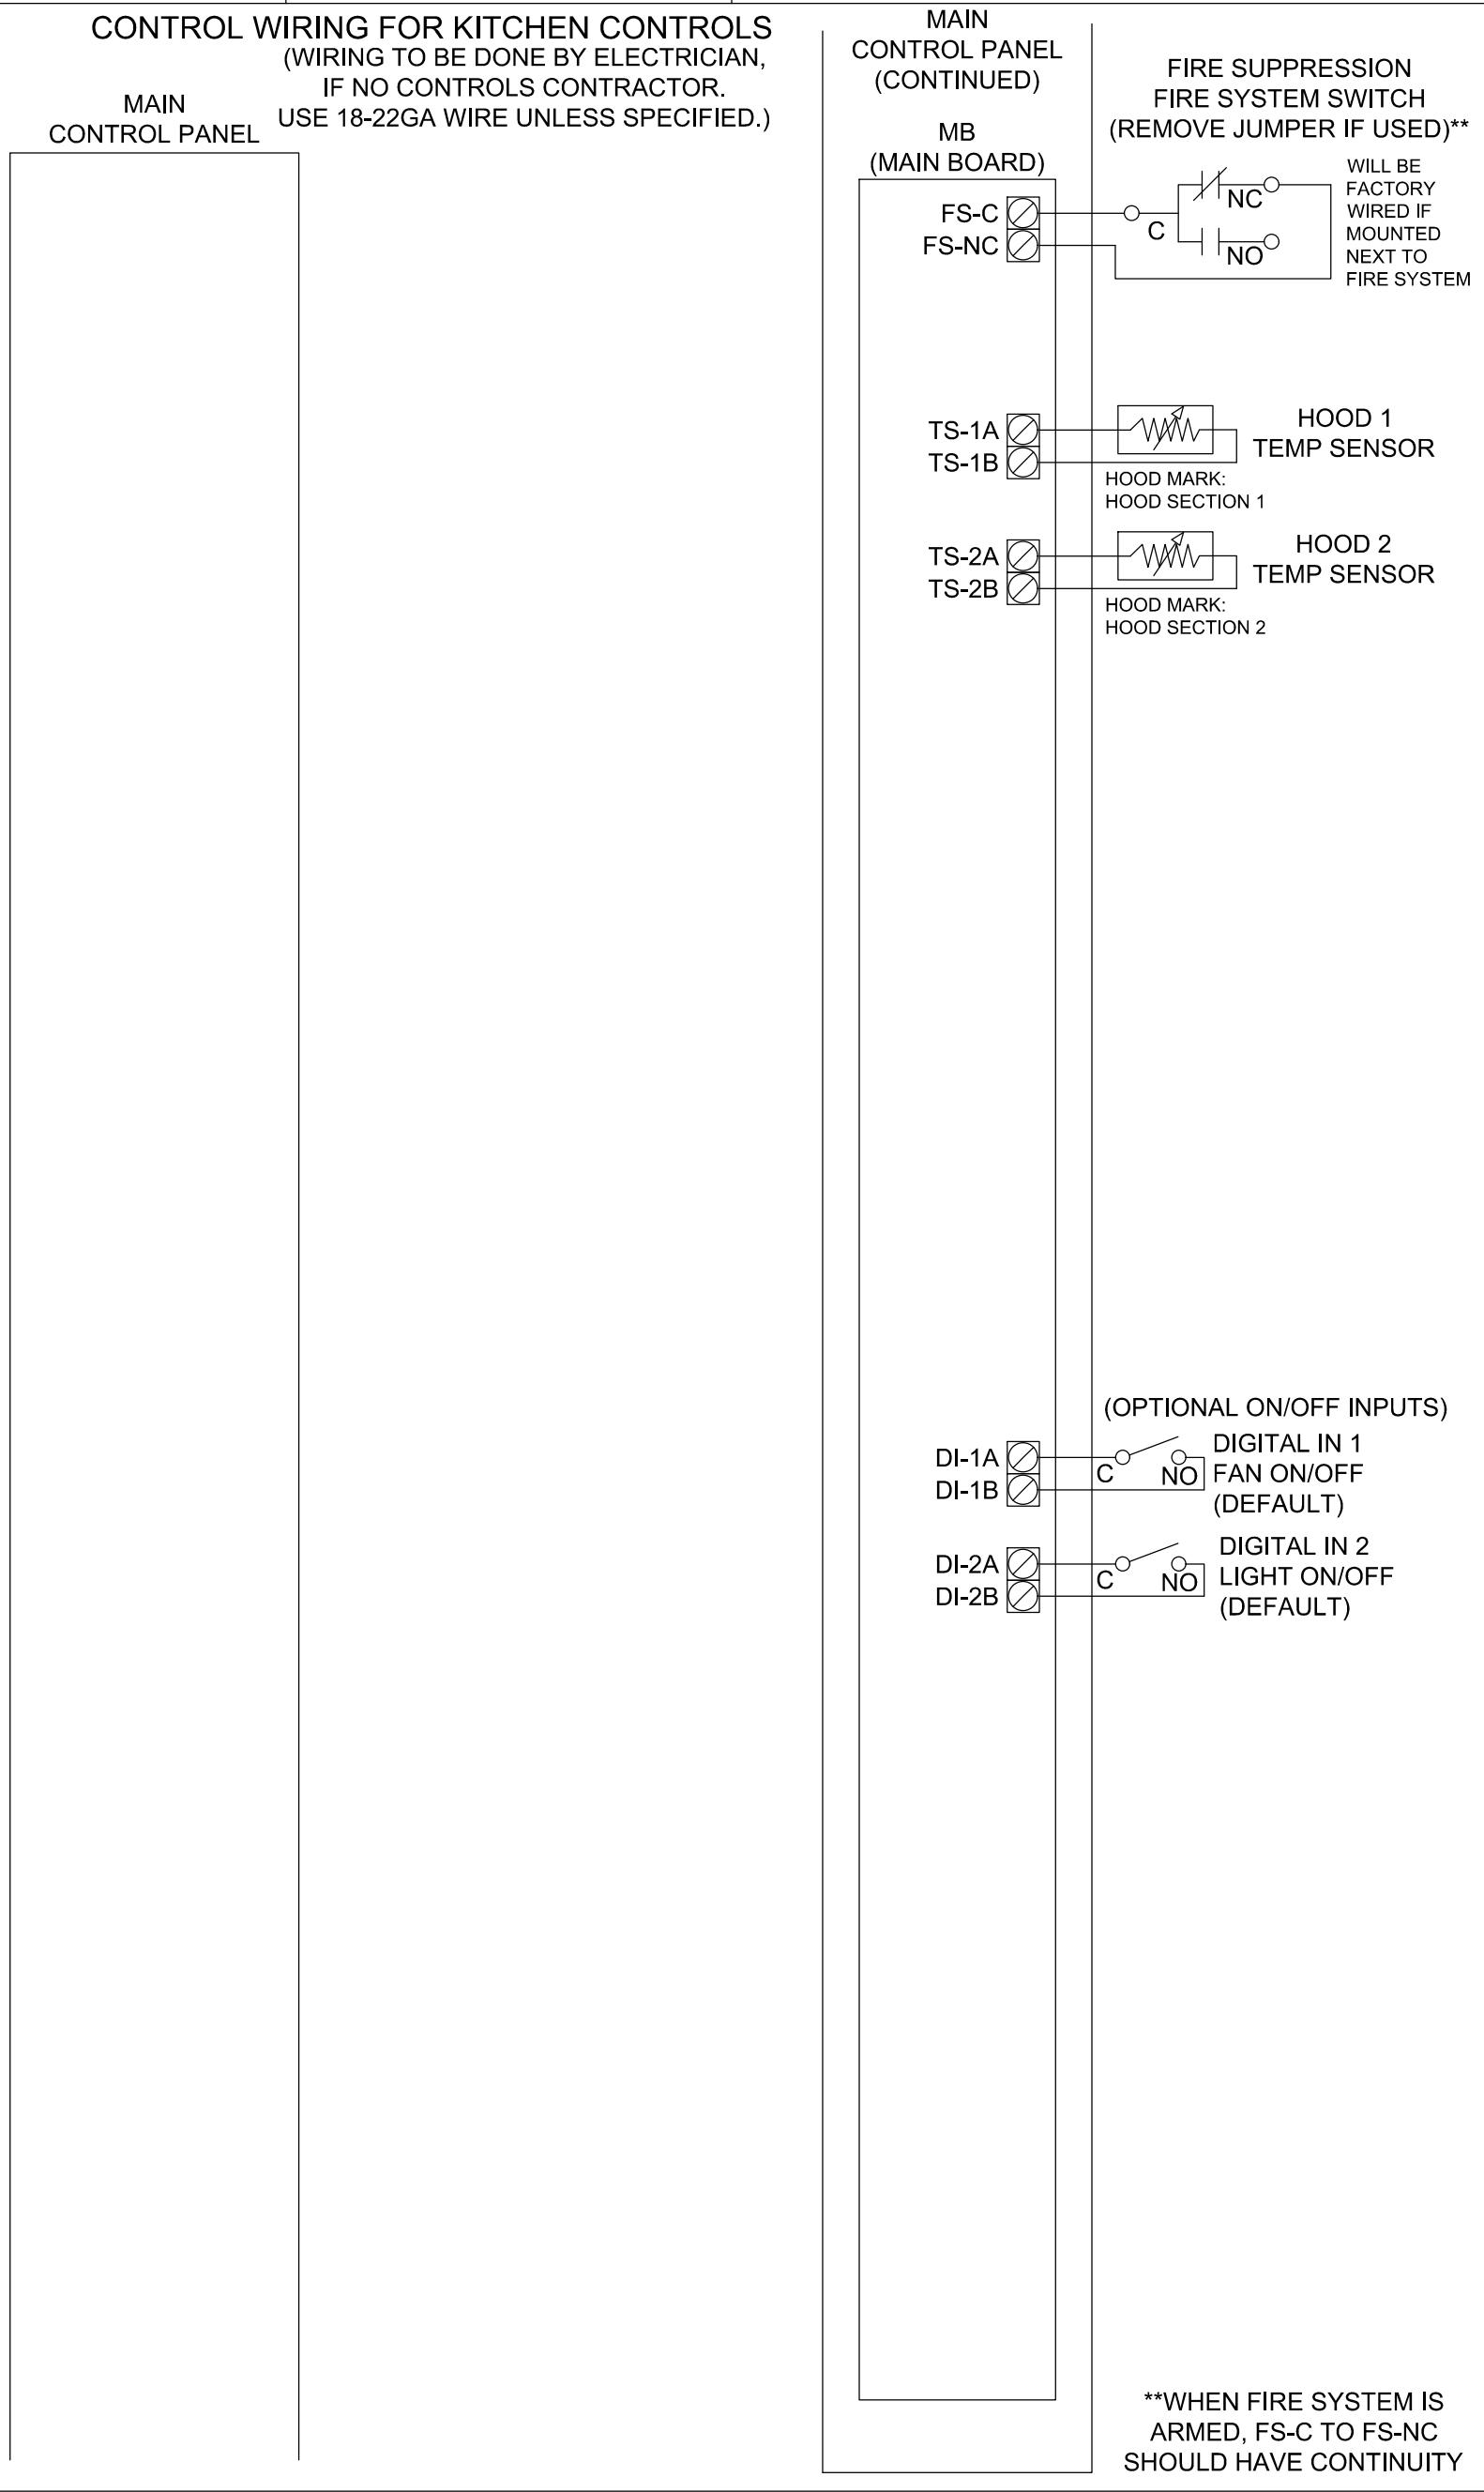 CONTROL WIRING FOR KITCHEN CONTROLS
(WIRING TO BE DONE BY ELECTRICIAN,
IF NO CONTROLS CONTRACTOR.
USE 18-22GA WIRE UNLESS SPECIFIED.)
MAIN
CONTROL PANEL
MAIN
CONTROL PANEL
(CONTINUED)
MB
(MAIN BOARD)
FIRE SUPPRESSION
FIRE SYSTEM SWITCH
(REMOVE JUMPER IF USED)**
FS-C
FS-NC
C
NC
NO
WILL BE
FACTORY
WIRED IF
MOUNTED
NEXT TO
FIRE SYSTEM
TS-1A
TS-1B
HOOD 1
TEMP SENSOR
HOOD MARK:
HOOD SECTION 1
TS-2A
TS-2B
HOOD 2
TEMP SENSOR
HOOD MARK:
HOOD SECTION 2
(OPTIONAL ON/OFF INPUTS)
DI-1A
DI-1B
C
NO
DIGITAL IN 1
FAN ON/OFF
(DEFAULT)
DI-2A
DI-2B
C
NO
DIGITAL IN 2
LIGHT ON/OFF
(DEFAULT)
**WHEN FIRE SYSTEM IS
ARMED, FS-C TO FS-NC
SHOULD HAVE CONTINUITY